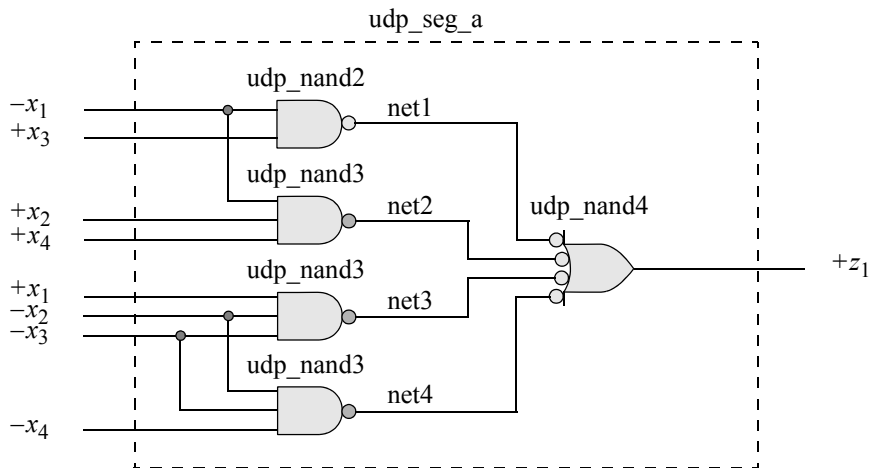 udp_seg_a
udp_nand2
−x1
net1
+x3
udp_nand3
+x2
net2
udp_nand4
+x4
udp_nand3
+z1
+x1
−x2
net3
−x3
udp_nand3
net4
−x4